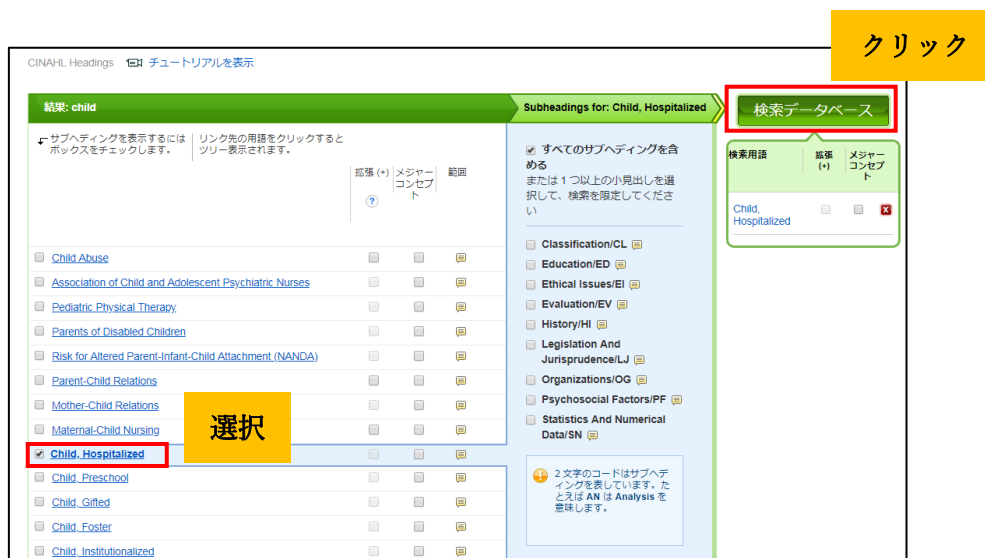 クリック
CINAHL Headings チュートリアルを表示
結果: child
サブヘディングを表示するには
ボックスをチェックします。
リンク先の用語をクリックすると
ツリー表示されます。
拡張 (+)
?
メジャー
コンセプ
ト
範囲
Child Abuse
Association of Child and Adolescent Psychiatric Nurses
Pediatric Physical Therapy
Parents of Disabled Children
Risk for Altered Parent-Infant-Child Attachment (NANDA)
Parent-Child Relations
Mother-Child Relations
Maternal-Child Nursing
選択
Child, Hospitalized
Child, Preschool
Child, Gifted
Child, Foster
Child, Institutionalized
Subheadings for: Child, Hospitalized
すべてのサブヘディングを含
める
または 1 つ以上の小見出しを選
択して、検索を限定してくださ
い
Classification/CL
Education/ED
Ethical Issues/EI
Evaluation/EV
History/HI
Legislation And
Jurisprudence/LJ
Organizations/OG
Psychosocial Factors/PF
Statistics And Numerical
Data/SN
2 文字のコードはサブヘデ
ィングを表しています。た
とえば AN は Analysis を
意味します。
検索データベース
検索用語
拡張
(+)
メジャー
コンセプ
ト
Child,
Hospitalized